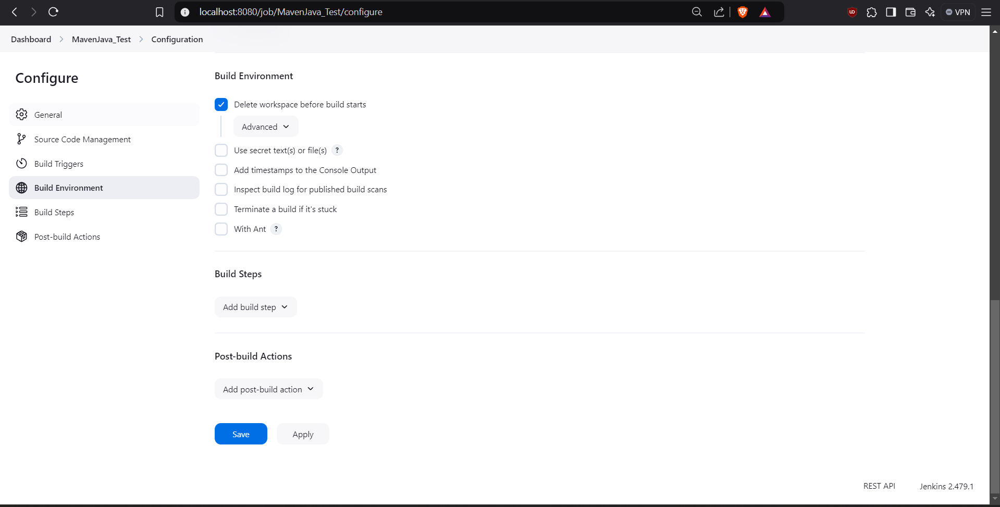 localhost:8080/job/MavenJava_Test/configure
VPN
Dashboard > MavenJava_Test > Configuration
Configure
General
Source Code Management
Build Triggers
Build Environment
Build Steps
Post-build Actions
Build Environment
Delete workspace before build starts
Advanced
Use secret text(s) or file(s) ?
Add timestamps to the Console Output
Inspect build log for published build scans
Terminate a build if it's stuck
With Ant ?
Build Steps
Add build step
Post-build Actions
Add post-build action
Save Apply
REST API Jenkins 2.479.1